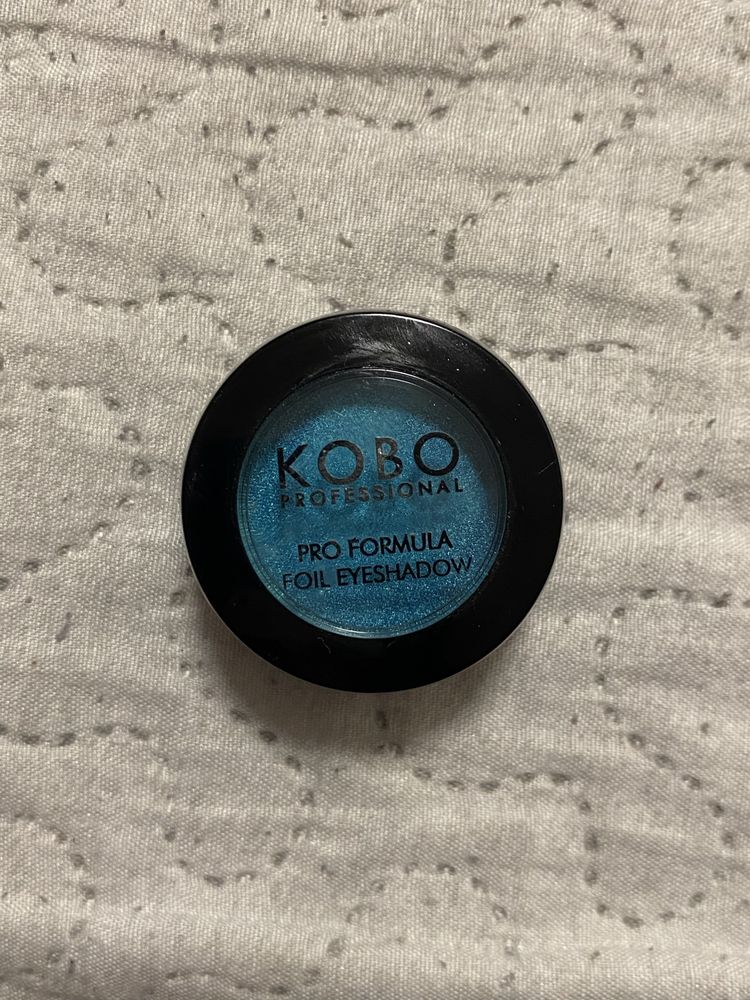 KOBO
PROFESSIONAL
PRO FORMULA
FOIL EYESHADOW